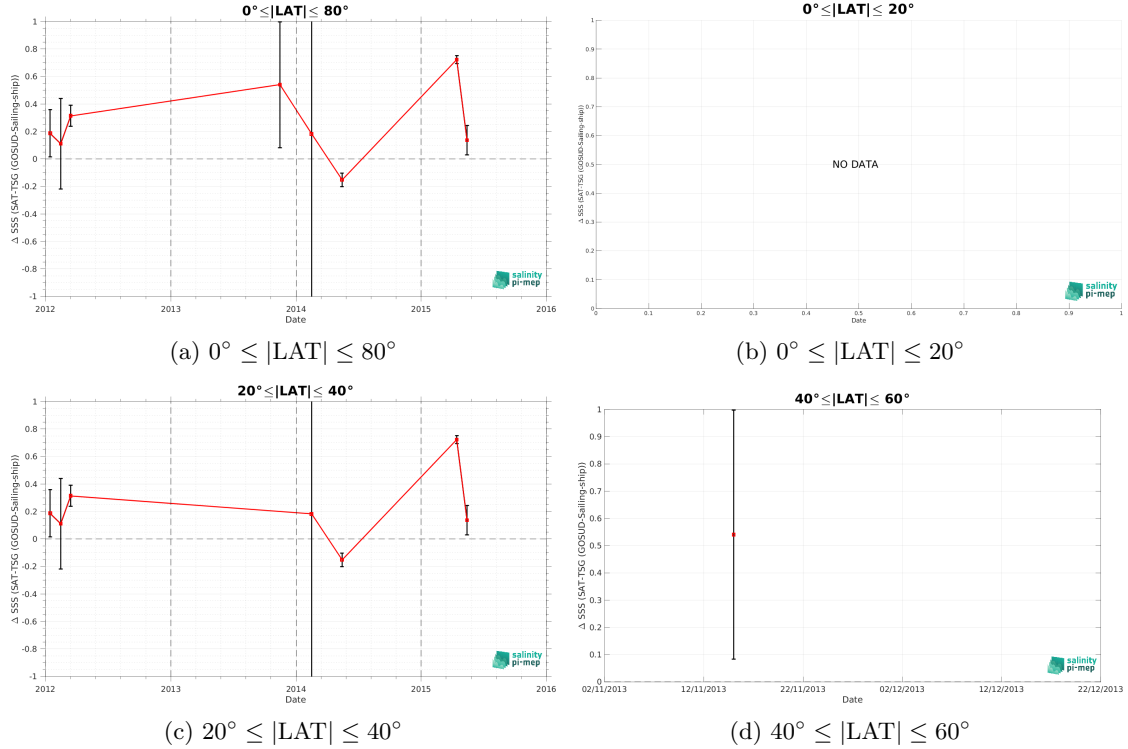 0°≤|LAT|≤ 80°
1
0.8
0.6
0.4
0.2
0
-0.2
-0.4
-0.6
-0.8
-1
Δ SSS (SAT-TSG (GOSUD-Sailing-ship))
2012
2013
2014
2015
2016
Date
salinity
pi-mep
(a) 0° ≤ |LAT| ≤ 80°
0°≤|LAT|≤ 20°
1
0.9
0.8
0.7
0.6
0.5
0.4
0.3
0.2
0.1
0
Δ SSS (SAT-TSG (GOSUD-Sailing-ship))
NO DATA
0
0.1
0.2
0.3
0.4
0.5
0.6
0.7
0.8
0.9
1
Date
salinity
pi-mep
(b) 0° ≤ |LAT| ≤ 20°
20°≤|LAT|≤ 40°
1
0.8
0.6
0.4
0.2
0
-0.2
-0.4
-0.6
-0.8
-1
Δ SSS (SAT-TSG (GOSUD-Sailing-ship))
2012
2013
2014
2015
2016
Date
salinity
pi-mep
(c) 20° ≤ |LAT| ≤ 40°
40°≤|LAT|≤ 60°
1
0.9
0.8
0.7
0.6
0.5
0.4
0.3
0.2
0.1
0
Δ SSS (SAT-TSG (GOSUD-Sailing-ship))
02/11/2013
12/11/2013
22/11/2013
02/12/2013
12/12/2013
22/12/2013
Date
salinity
pi-mep
(d) 40° ≤ |LAT| ≤ 60°